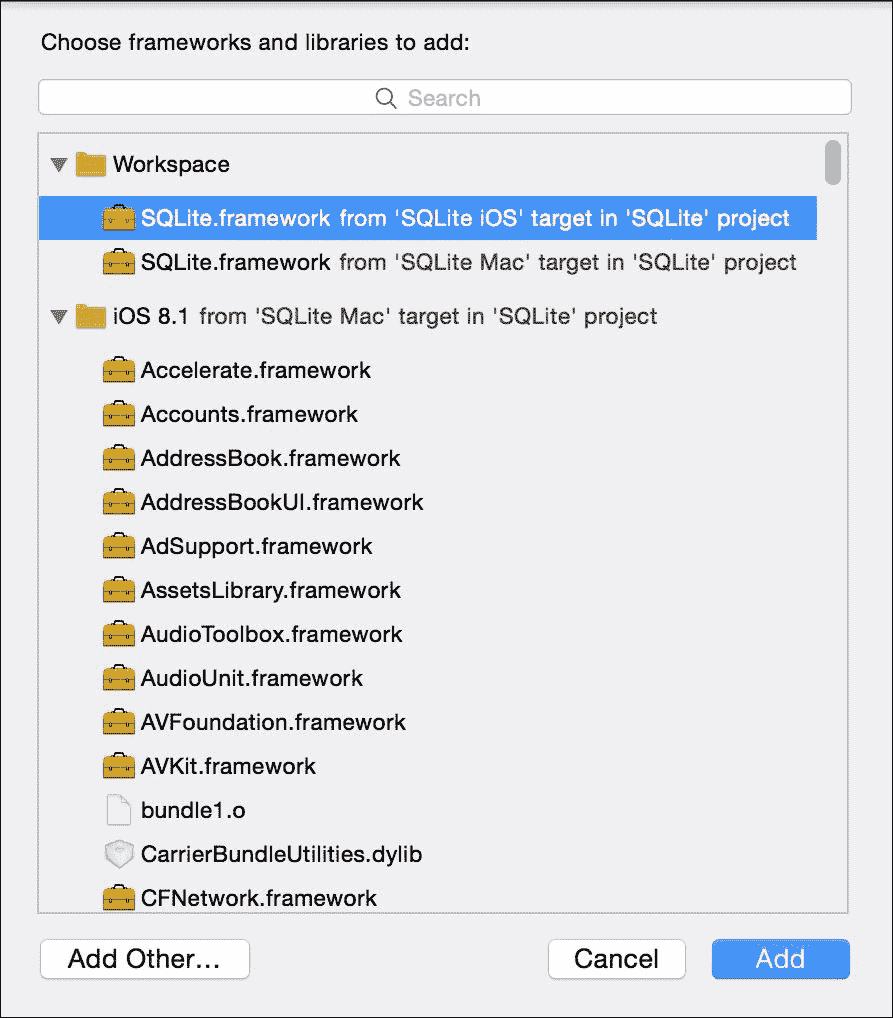 Choose frameworks and libraries to add:
Search
Workspace
SQLite.framework from 'SQLite iOS' target in 'SQLite' project
SQLite.framework from 'SQLite Mac' target in 'SQLite' project
iOS 8.1 from 'SQLite Mac' target in 'SQLite' project
Accelerate.framework
Accounts.framework
AddressBook.framework
AddressBookUI.framework
AdSupport.framework
AssetsLibrary.framework
AudioToolbox.framework
AudioUnit.framework
AVFoundation.framework
AVKit.framework
bundle1.o
CarrierBundleUtilities.dylib
CFNetwork.framework
Add Other... Cancel Add